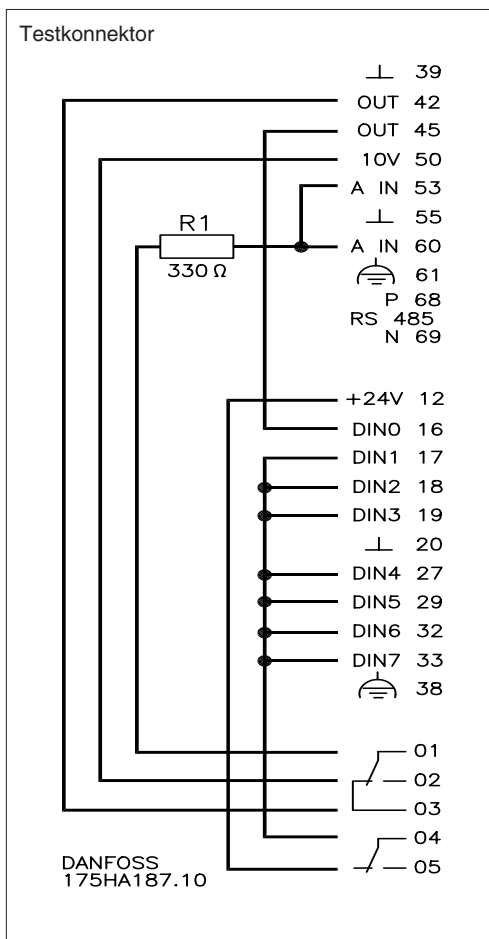 Testkonnektor
39
OUT 42
OUT 45
10V 50
A IN 53
55
R1
330 Ω
A IN 60
61
P 68
RS 485
N 69
+24V 12
DIN0 16
DIN1 17
DIN2 18
DIN3 19
20
DIN4 27
DIN5 29
DIN6 32
DIN7 33
38
01
02
03
04
05
DANFOSS
175HA187.10